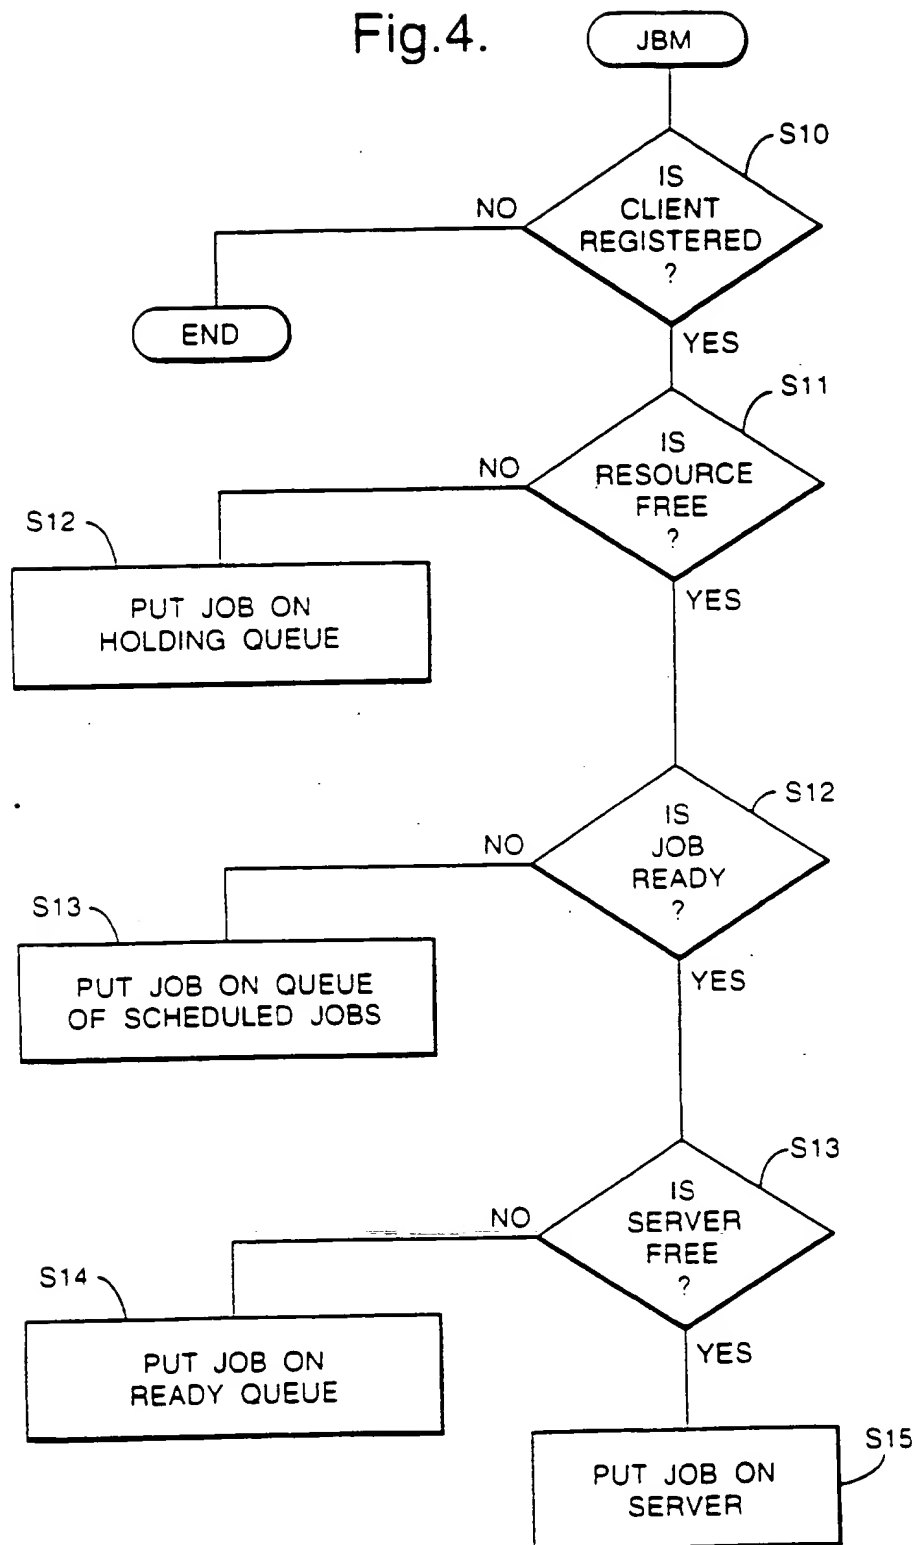 Fig.4.
JBM
S10
IS
CLIENT
REGISTERED
?
NO
END
YES
S11
IS
RESOURCE
FREE
?
NO
S12
PUT JOB ON
HOLDING QUEUE
YES
S12
IS
JOB
READY
?
NO
S13
PUT JOB ON QUEUE
OF SCHEDULED JOBS
YES
S13
IS
SERVER
FREE
?
NO
S14
PUT JOB ON
READY QUEUE
YES
S15
PUT JOB ON
SERVER